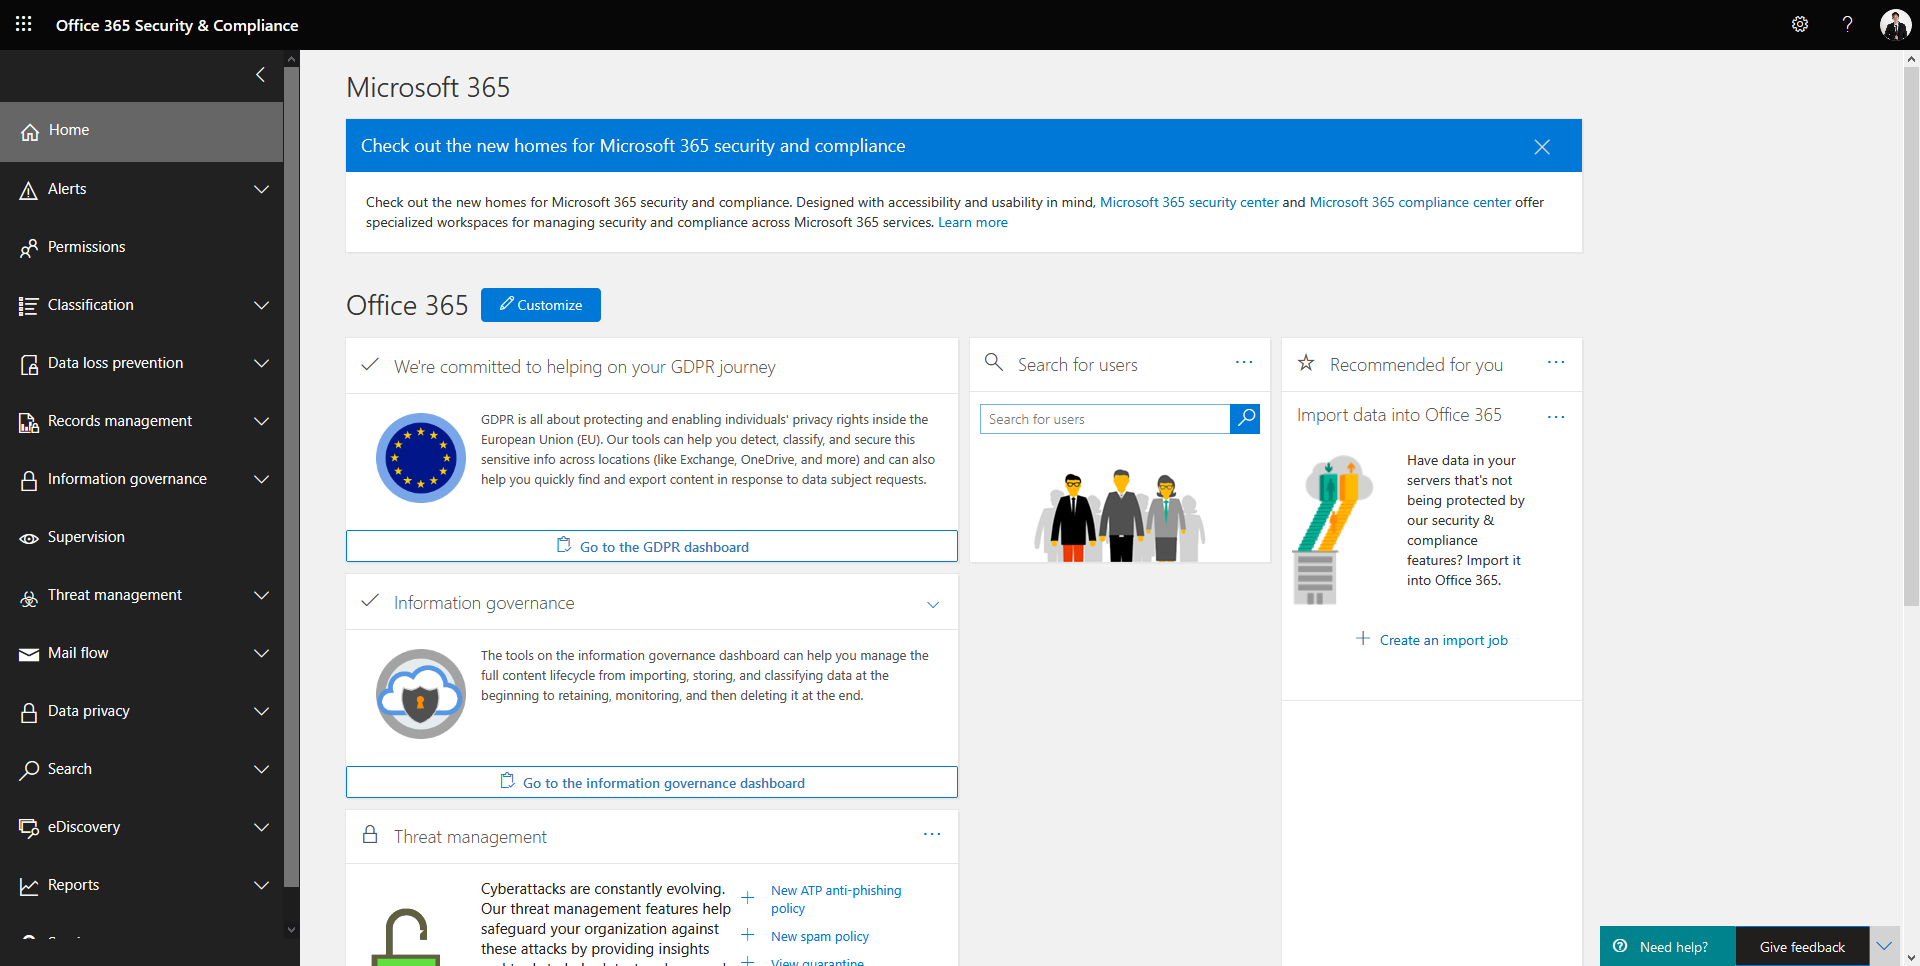 Office 365 Security & Compliance
?
Home
Alerts
Permissions
Classification
Data loss prevention
Records management
Information governance
Supervision
Threat management
Mail flow
Data privacy
Search
eDiscovery
Reports
Microsoft 365
Check out the new homes for Microsoft 365 security and compliance
Check out the new homes for Microsoft 365 security and compliance. Designed with accessibility and usability in mind, Microsoft 365 security center and Microsoft 365 compliance center offer
specialized workspaces for managing security and compliance across Microsoft 365 services. Learn more
Office 365
Customize
We're committed to helping on your GDPR journey
GDPR is all about protecting and enabling individuals' privacy rights inside the
European Union (EU). Our tools can help you detect, classify, and secure this
sensitive info across locations (like Exchange, OneDrive, and more) and can also
help you quickly find and export content in response to data subject requests.
Go to the GDPR dashboard
Information governance
The tools on the information governance dashboard can help you manage the
full content lifecycle from importing, storing, and classifying data at the
beginning to retaining, monitoring, and then deleting it at the end.
Go to the information governance dashboard
Threat management
Cyberattacks are constantly evolving.
Our threat management features help
safeguard your organization against
these attacks by providing insights
New ATP anti-phishing
policy
New spam policy
View quarantine
Search for users
Search for users
Recommended for you
Import data into Office 365
Have data in your
servers that's not
being protected by
our security &
compliance
features? Import it
into Office 365.
Create an import job
Need help?
Give feedback